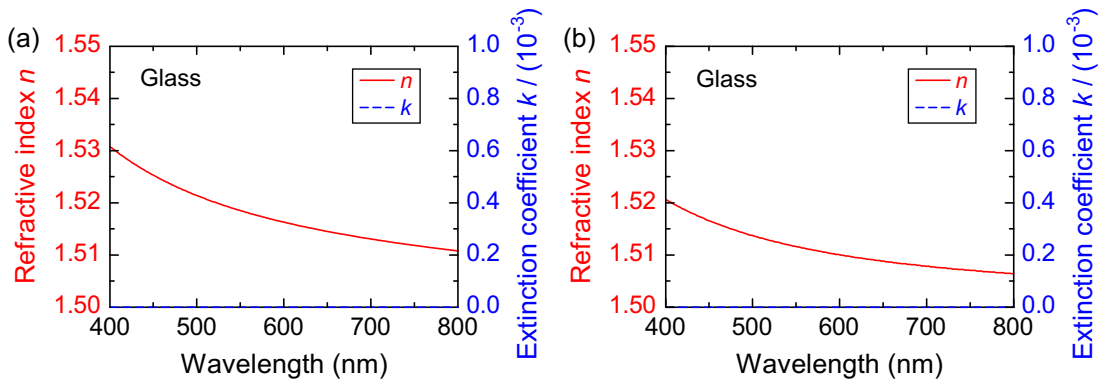 (a)
Refractive index n
1.55
1.54
1.53
1.52
1.51
1.50
Glass
n
k
1.0
0.8
0.6
0.4
0.2
0.0
Extinction coefficient k / (10⁻³)
400 500 600 700 800
Wavelength (nm)
(b)
Refractive index n
1.55
1.54
1.53
1.52
1.51
1.50
Glass
n
k
1.0
0.8
0.6
0.4
0.2
0.0
Extinction coefficient k / (10⁻³)
400 500 600 700 800
Wavelength (nm)